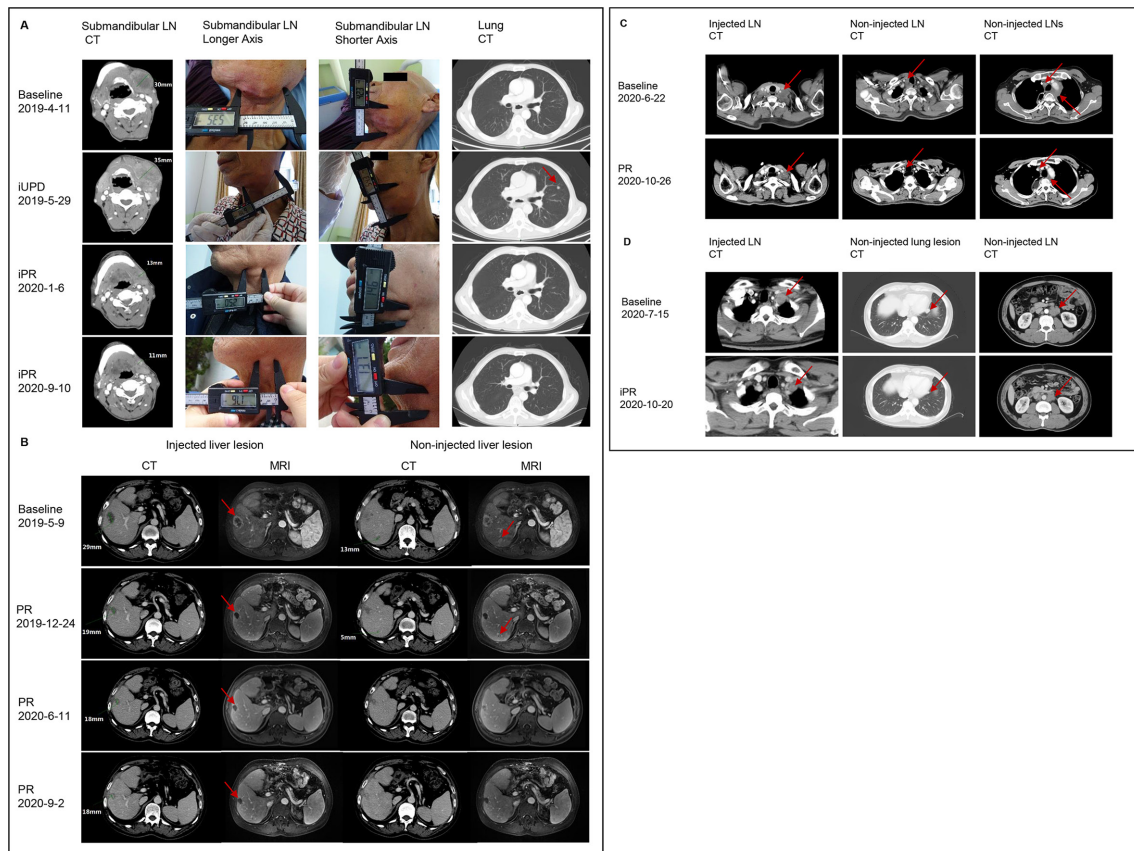 A
Submandibular LN
CT
Submandibular LN
Longer Axis
Submandibular LN
Shorter Axis
Lung
CT
Baseline
2019-4-11
30mm
iUPD
2019-5-29
35mm
iPR
2020-1-6
13mm
iPR
2020-9-10
11mm
B
Injected liver lesion
Non-injected liver lesion
CT
MRI
CT
MRI
Baseline
2019-5-9
29mm
13mm
PR
2019-12-24
19mm
5mm
PR
2020-6-11
18mm
PR
2020-9-2
18mm
C
Injected LN
CT
Non-injected LN
CT
Non-injected LNs
CT
Baseline
2020-6-22
PR
2020-10-26
D
Injected LN
CT
Non-injected lung lesion
CT
Non-injected LN
CT
Baseline
2020-7-15
iPR
2020-10-20